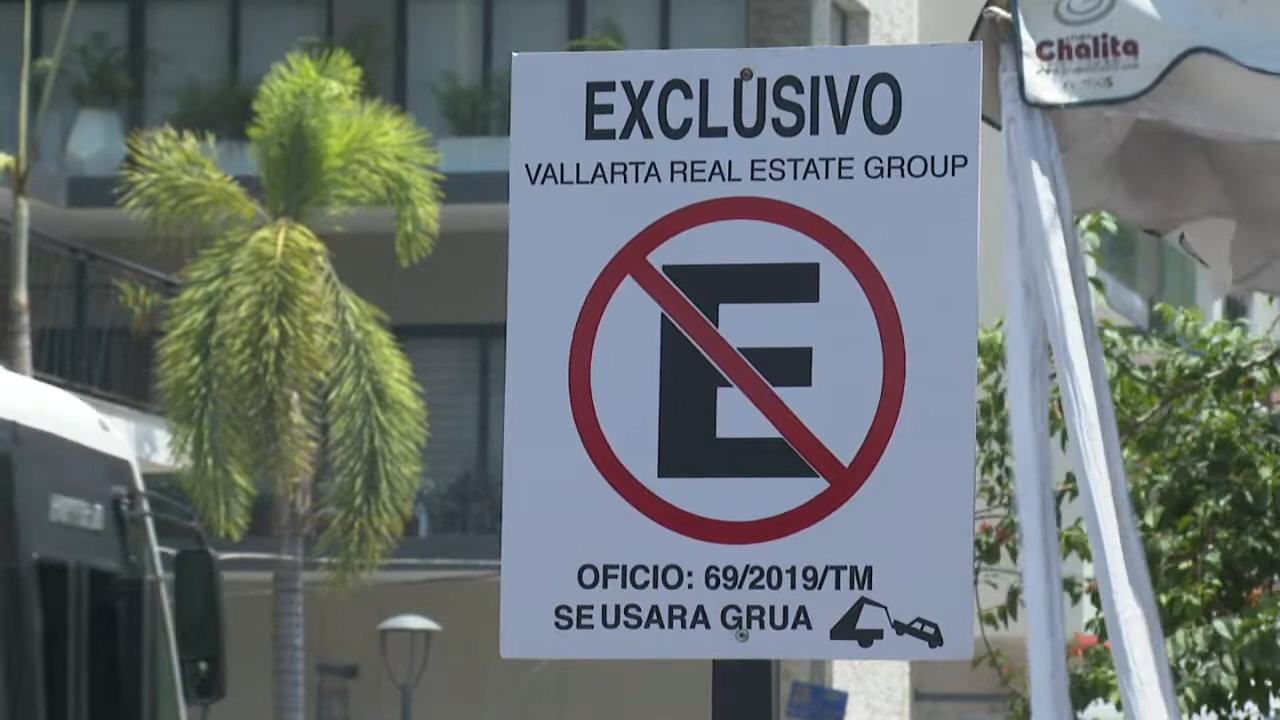 EXCLUSIVO
VALLARTA REAL ESTATE GROUP
E
OFICIO: 69/2019/TM
SE USARA GRUA
Chalita